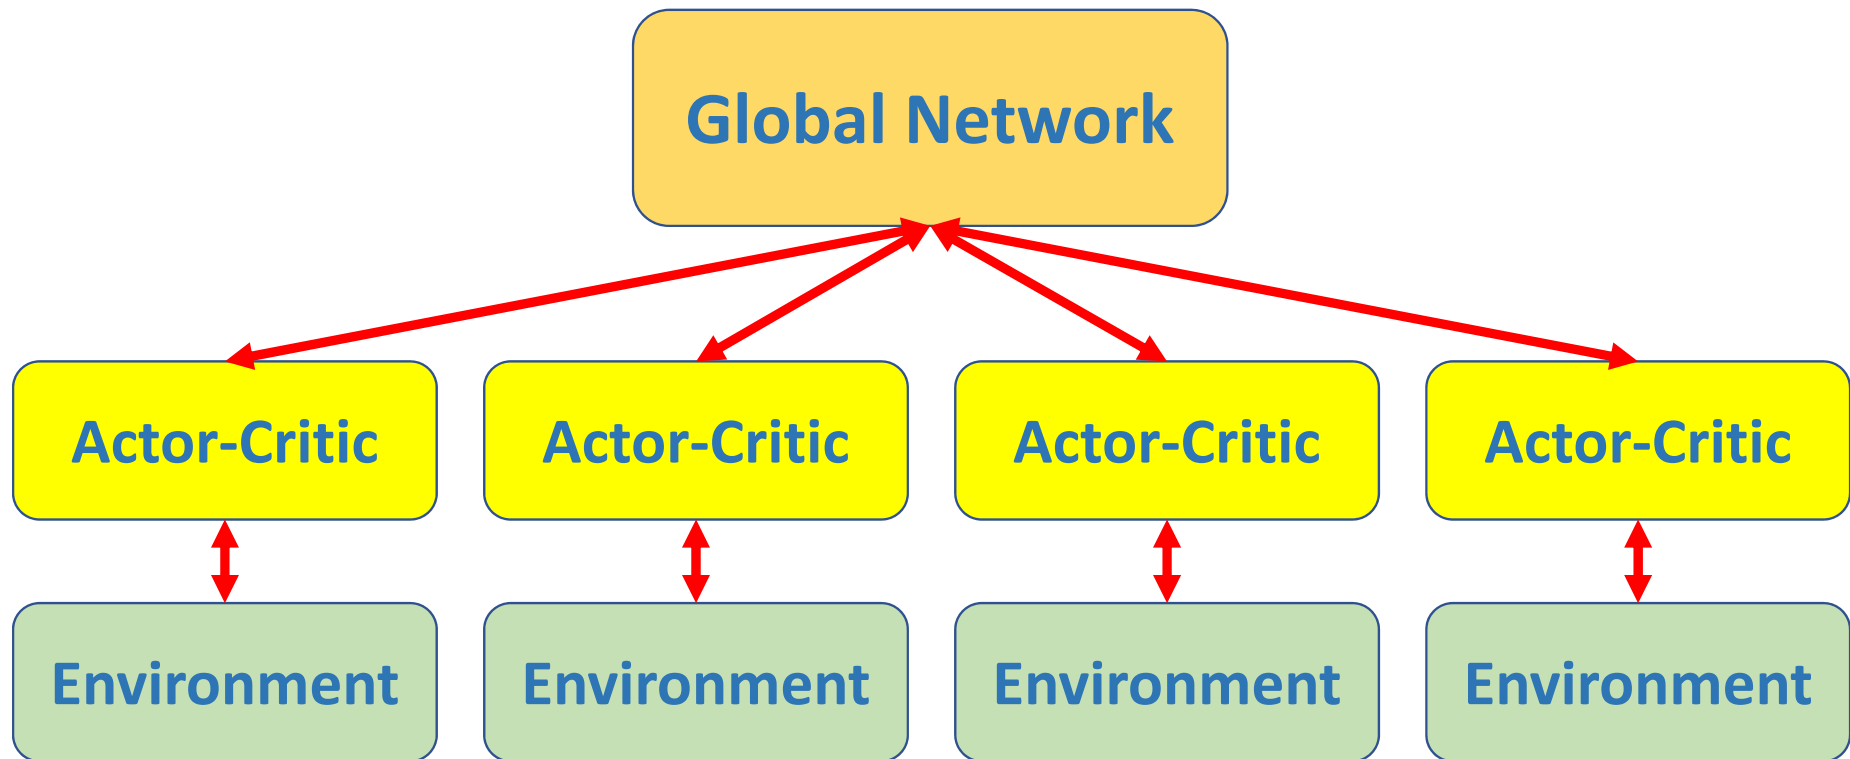 Global Network
Actor-Critic
Actor-Critic
Actor-Critic
Actor-Critic
Environment
Environment
Environment
Environment